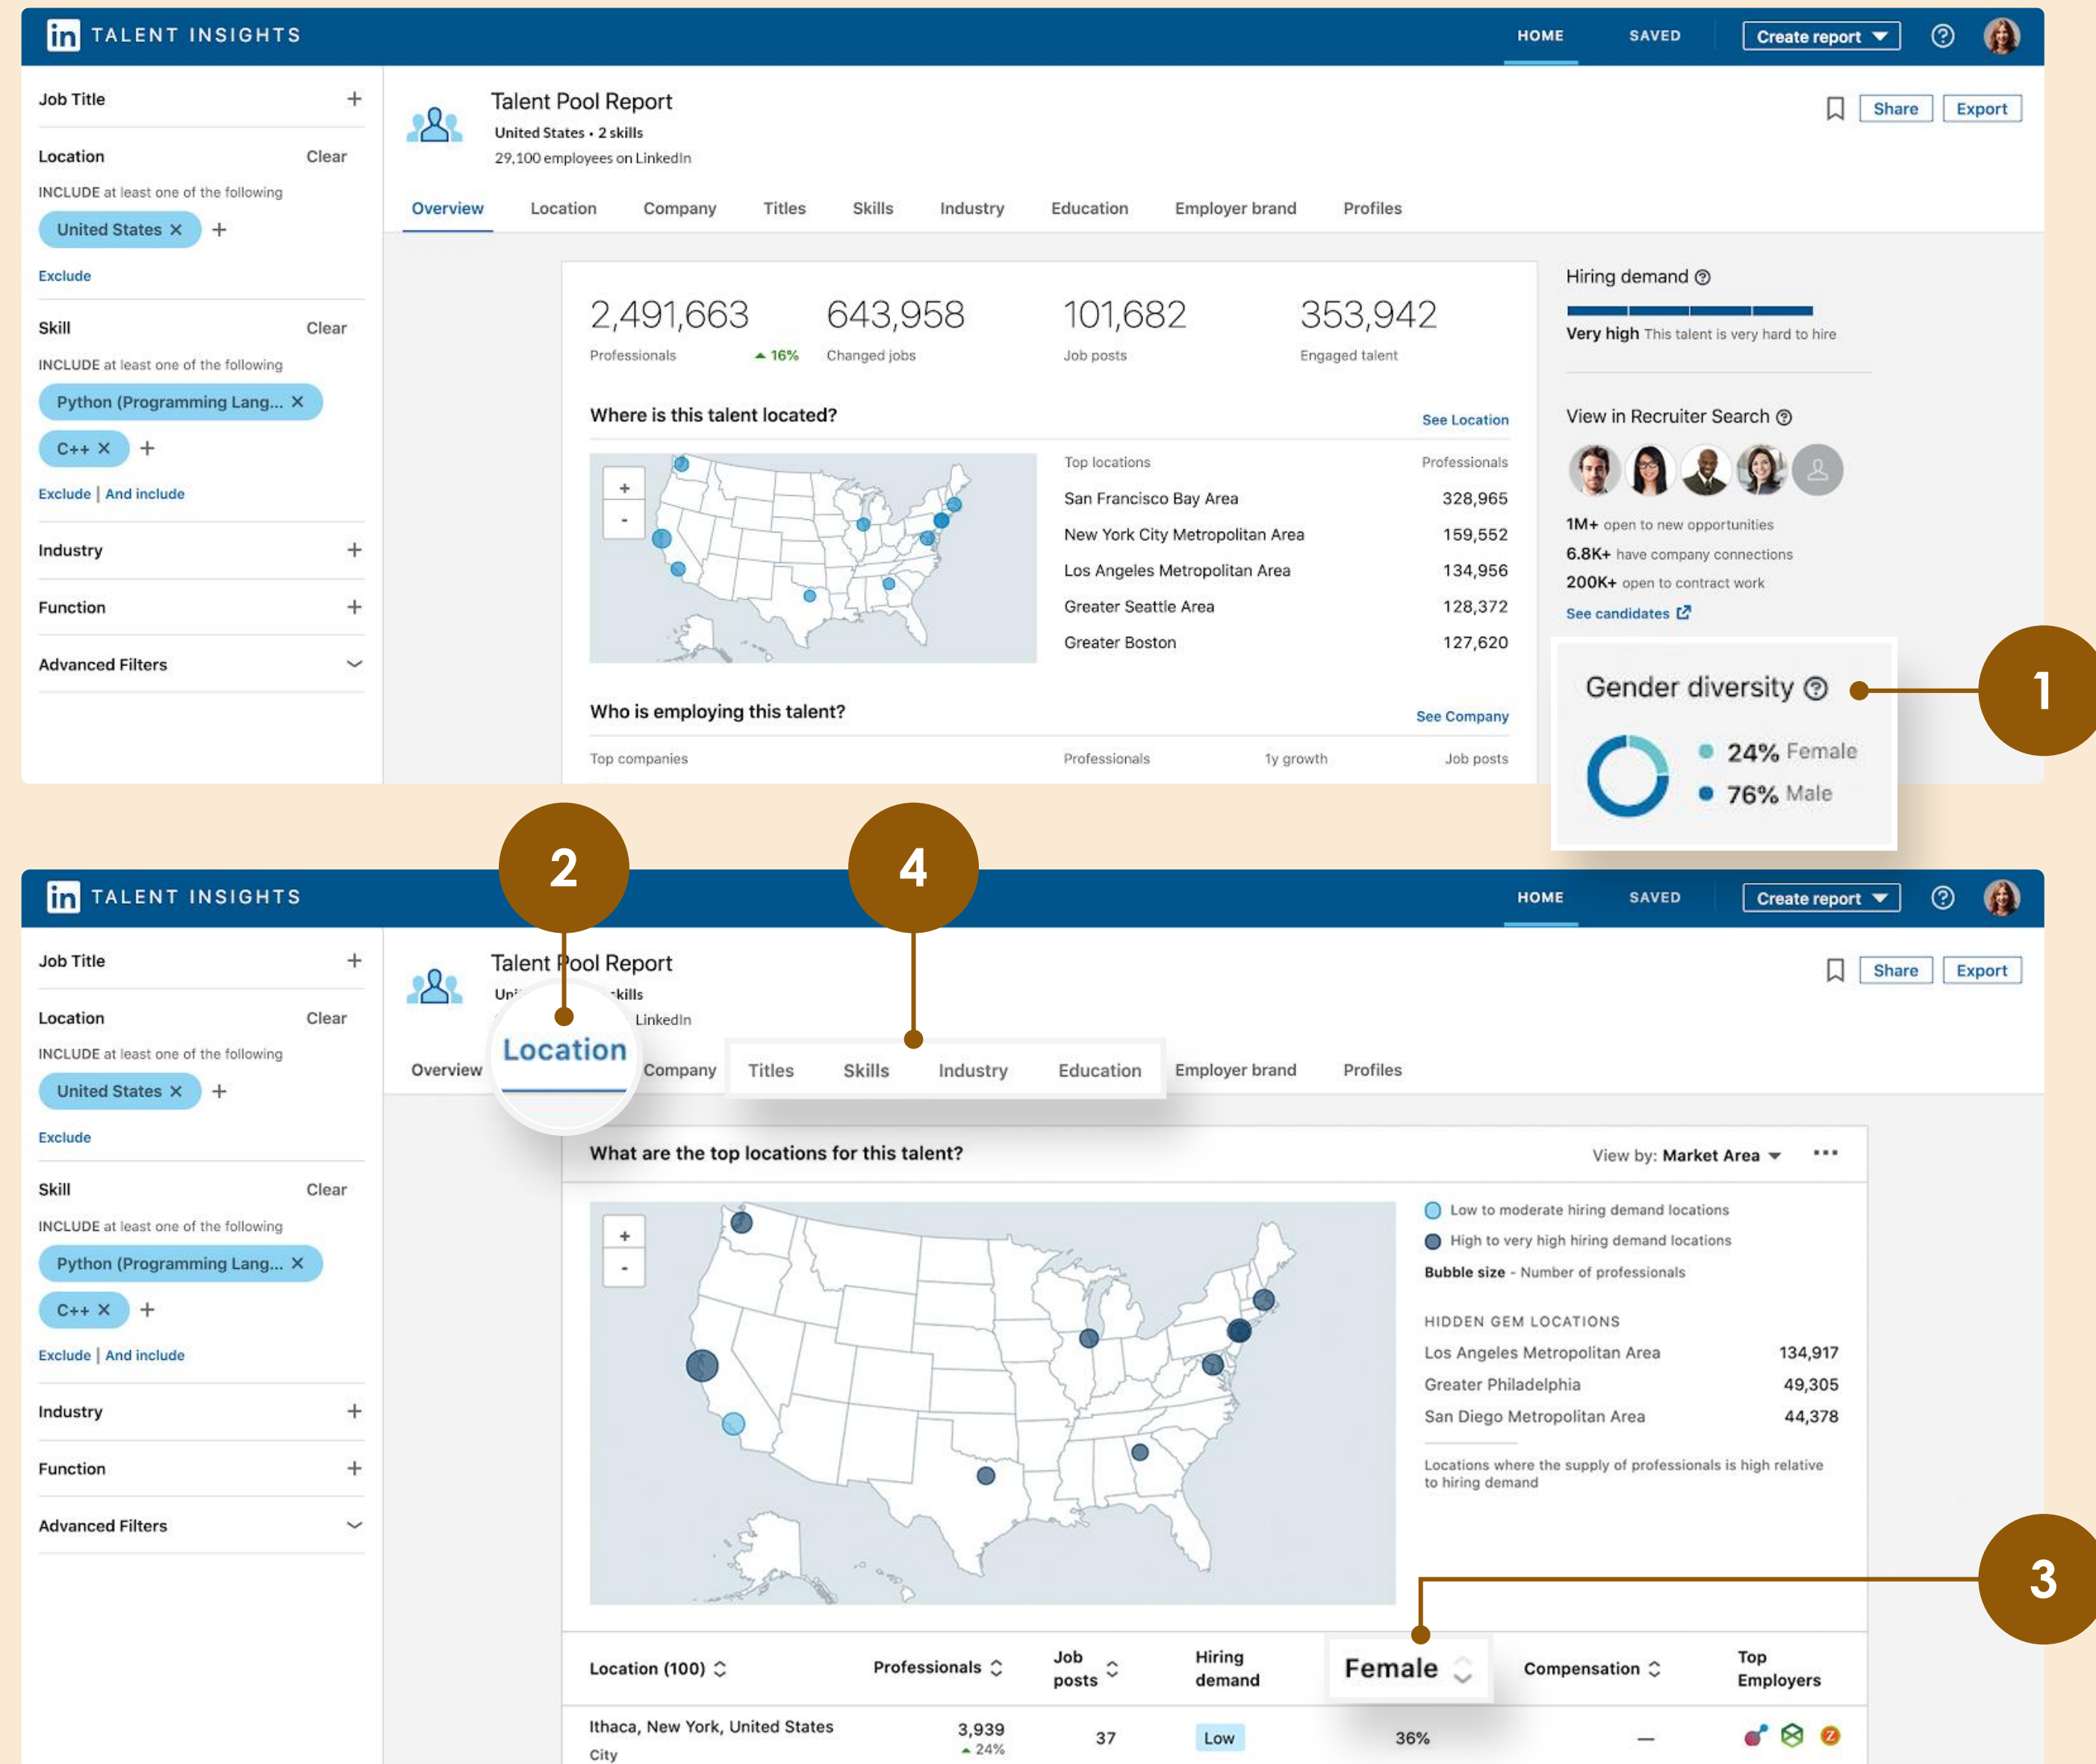 in TALENT INSIGHTS
HOME
SAVED
Create report
Job Title
Location
Clear
INCLUDE at least one of the following
United States
Exclude
Skill
Clear
INCLUDE at least one of the following
Python (Programming Lang...
C++
Exclude | And include
Industry
Function
Advanced Filters
Talent Pool Report
United States • 2 skills
29,100 employees on LinkedIn
Share
Export
Overview
Location
Company
Titles
Skills
Industry
Education
Employer brand
Profiles
2,491,663
Professionals
16%
643,958
Changed jobs
101,682
Job posts
353,942
Engaged talent
Where is this talent located?
See Location
+
-
Top locations
Professionals
San Francisco Bay Area 328,965
New York City Metropolitan Area 159,552
Los Angeles Metropolitan Area 134,956
Greater Seattle Area 128,372
Greater Boston 127,620
Who is employing this talent?
See Company
Top companies
Professionals
1y growth
Job posts
Hiring demand
Very high This talent is very hard to hire
View in Recruiter Search
1M+ open to new opportunities
6.8K+ have company connections
200K+ open to contract work
See candidates
Gender diversity
24% Female
76% Male
1
2
4
in TALENT INSIGHTS
HOME
SAVED
Create report
Job Title
Location
Clear
INCLUDE at least one of the following
United States
Exclude
Skill
Clear
INCLUDE at least one of the following
Python (Programming Lang...
C++
Exclude | And include
Industry
Function
Advanced Filters
Talent Pool Report
skills
LinkedIn
Share
Export
Overview
Location
Company
Titles
Skills
Industry
Education
Employer brand
Profiles
What are the top locations for this talent?
View by: Market Area
+
-
Low to moderate hiring demand locations
High to very high hiring demand locations
Bubble size - Number of professionals
HIDDEN GEM LOCATIONS
Los Angeles Metropolitan Area 134,917
Greater Philadelphia 49,305
San Diego Metropolitan Area 44,378
Locations where the supply of professionals is high relative
to hiring demand
3
Location (100)
Professionals
Job
posts
Hiring
demand
Female
Compensation
Top
Employers
Ithaca, New York, United States
City
3,939
24%
37
Low
36%
—